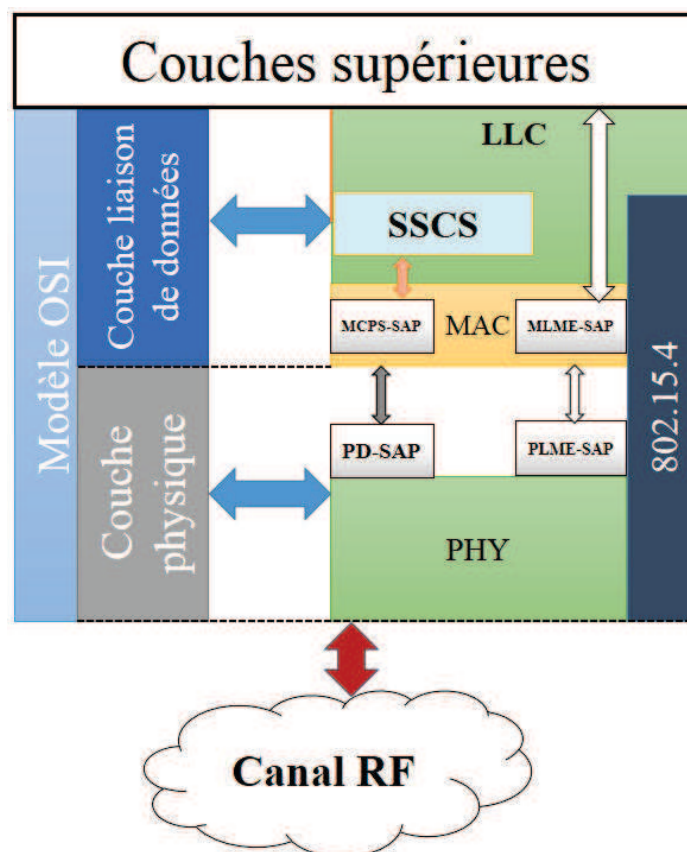 Couches supérieures
Modèle OSI
Couche liaison
de données
LLC
SSCS
MCPS-SAP
MAC
MLME-SAP
802.15.4
Couche
physique
PD-SAP
PLME-SAP
PHY
Canal RF